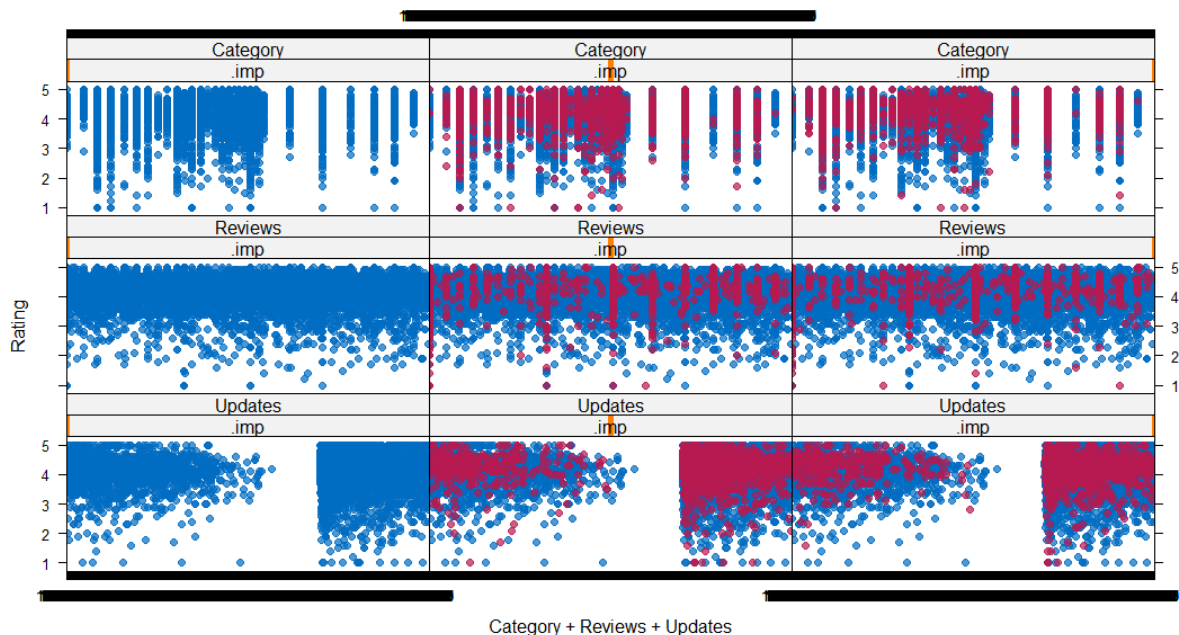 Category Category Category
.imp .imp .imp
5
4
3
2
1
Reviews Reviews Reviews
.imp .imp .imp
5
4
3
2
1
Rating
Updates Updates Updates
.imp .imp .imp
5
4
3
2
1
Category + Reviews + Updates